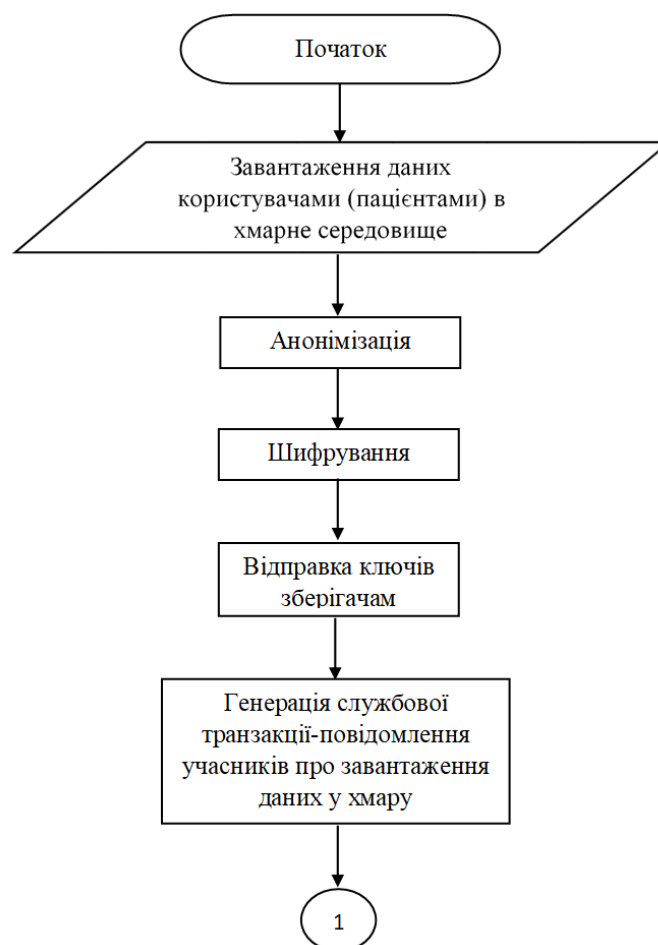 Початок
Завантаження даних
користувачами (пацієнтами) в
хмарне середовище
Анонімізація
Шифрування
Відправка ключів
зберігачам
Генерація службової
транзакції-повідомлення
учасників про завантаження
даних у хмару
1